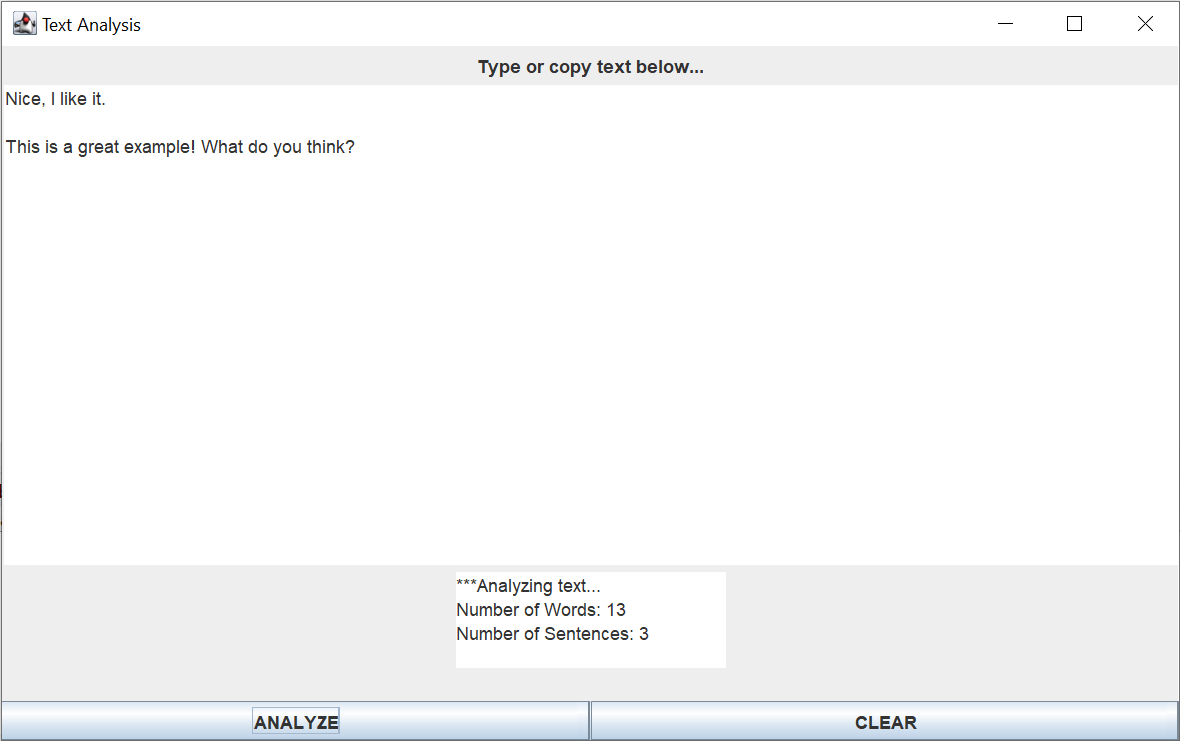 Text Analysis
Type or copy text below...
Nice, I like it.
This is a great example! What do you think?
***Analyzing text...
Number of Words: 13
Number of Sentences: 3
ANALYZE
CLEAR